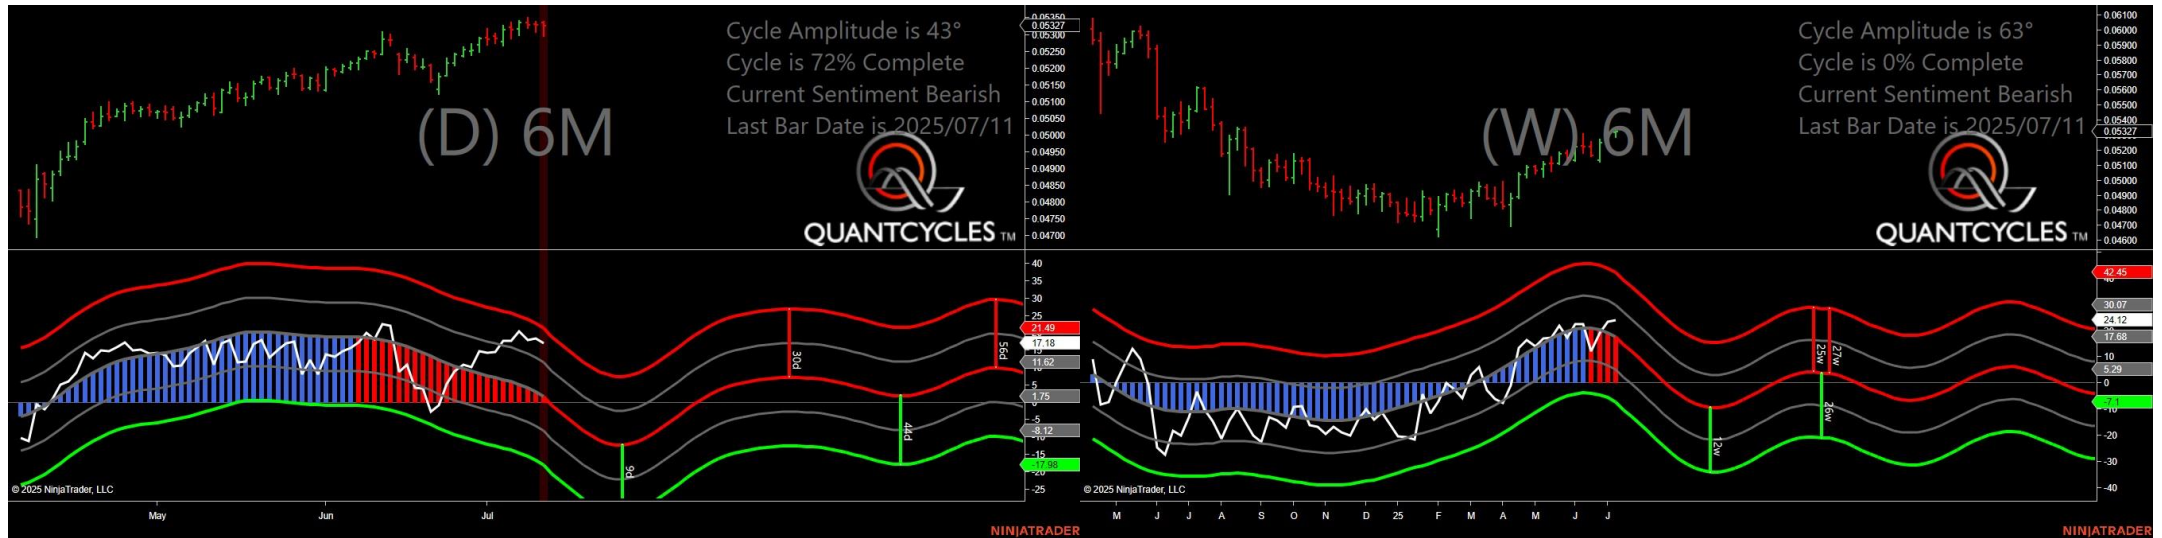 Cycle Amplitude is 43°
Cycle is 72% Complete
Current Sentiment Bearish
Last Bar Date is 2025/07/11
(D) 6M
QUANTCYCLES TM
0.05350
0.05327
0.05300
0.05250
0.05200
0.05150
0.05100
0.05050
0.05000
0.04950
0.04900
0.04850
0.04800
0.04750
0.04700
40
35
30
25
21.49
17.18
15
11.62
5
1.75
-5
-8.12
-15
-17.98
-20
-25
30d
56d
44d
9d
© 2025 NinjaTrader, LLC
May
Jun
Jul
NINJATRADER
Cycle Amplitude is 63°
Cycle is 0% Complete
Current Sentiment Bearish
Last Bar Date is 2025/07/11
(W) 6M
QUANTCYCLES TM
0.06100
0.06000
0.05900
0.05800
0.05700
0.05600
0.05500
0.05400
0.05327
0.05200
0.05100
0.05000
0.04900
0.04800
0.04700
0.04600
42.45
30.07
24.12
17.68
10
5.29
0
-7.1
-10
-20
-30
-40
25w
27w
26w
12w
© 2025 NinjaTrader, LLC
M J J A S O N D 25 F M A M J J
NINJATRADER